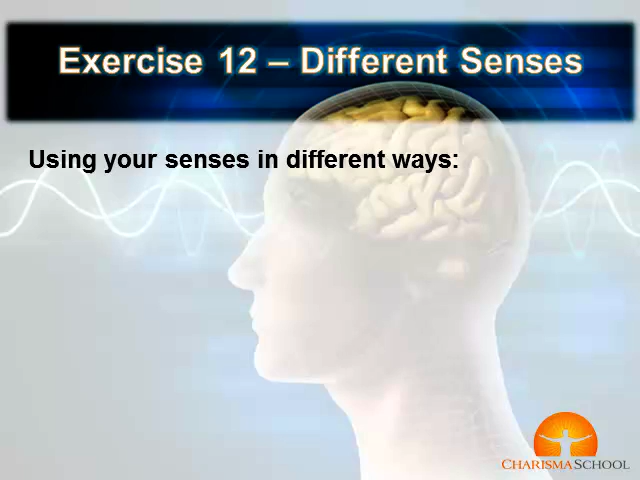 Exercise 12 – Different Senses
Using your senses in different ways:
CHARISMA SCHOOL